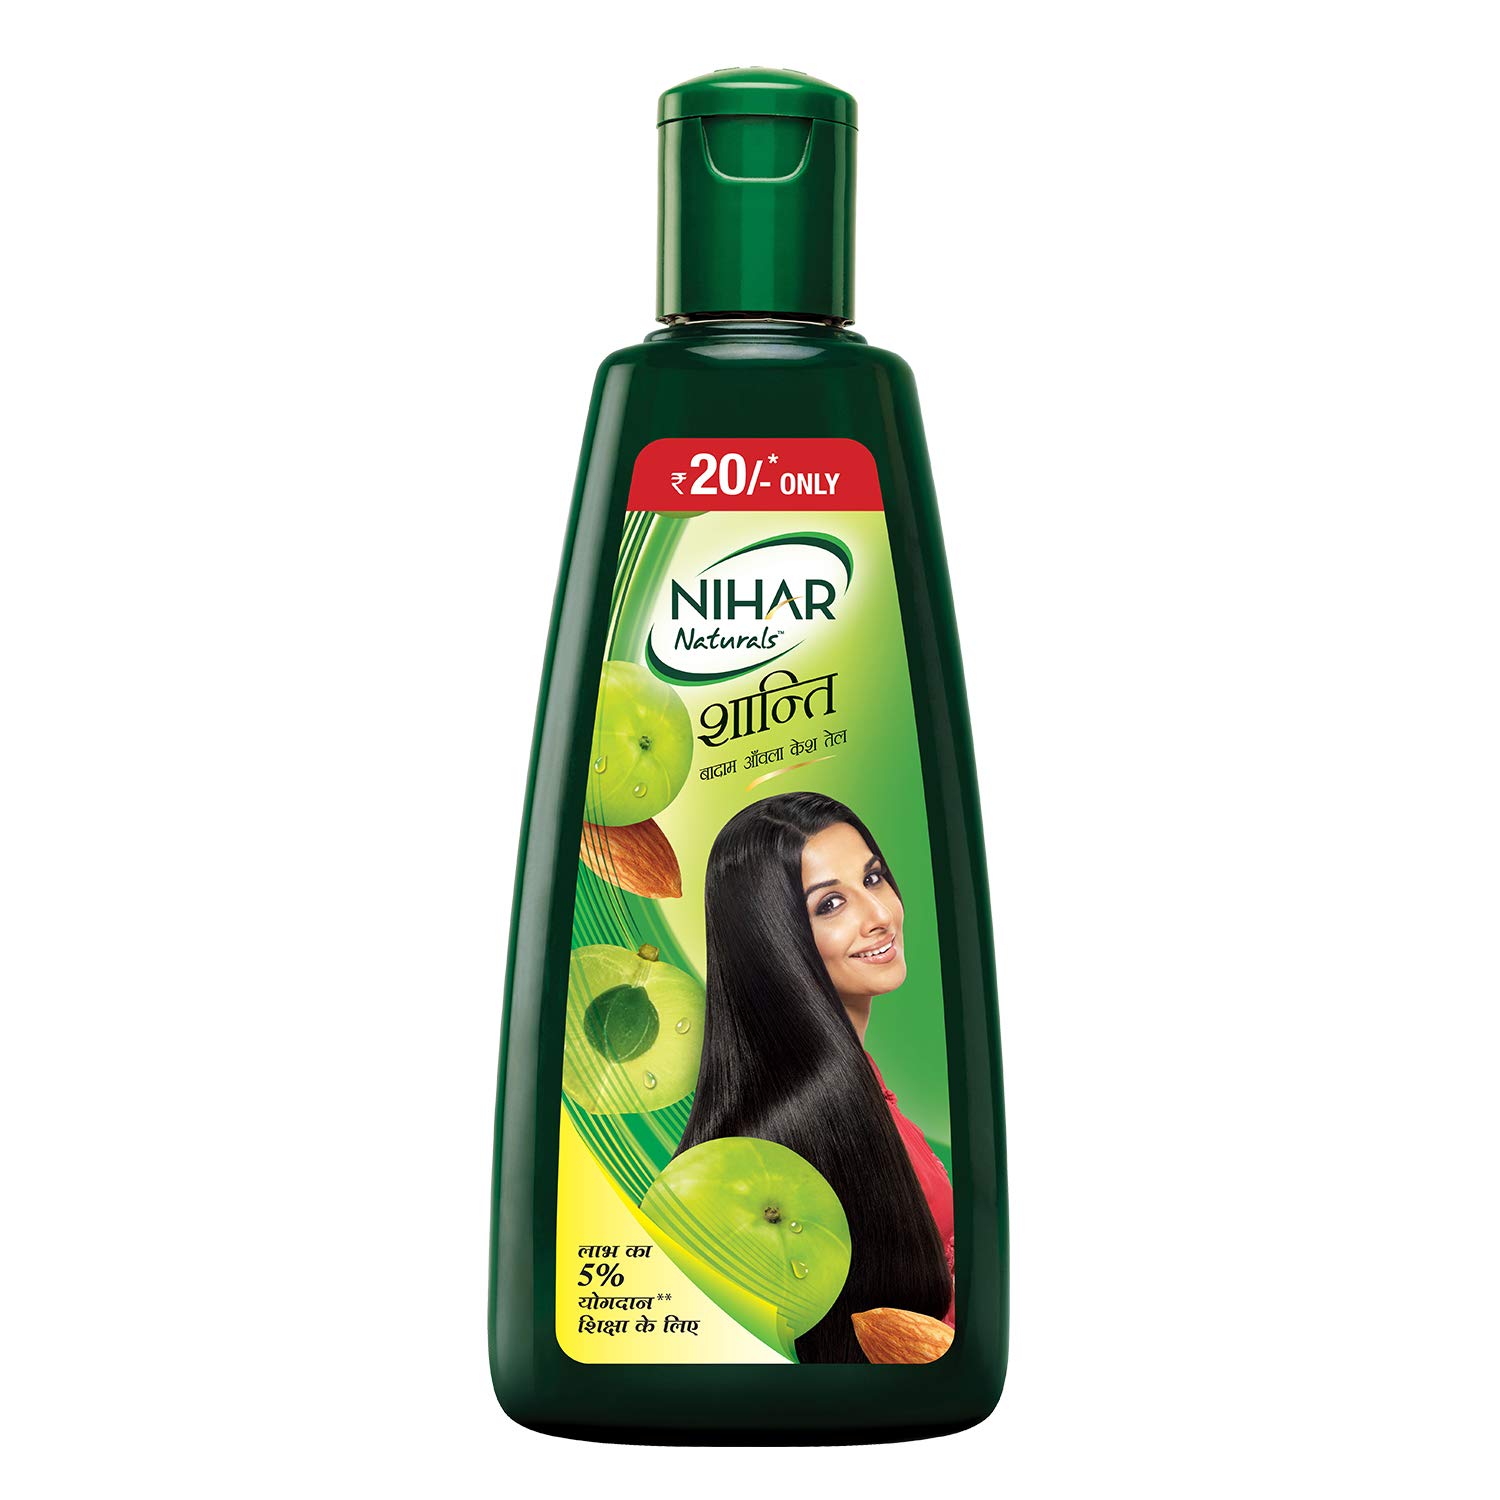 ₹20/-* ONLY
NIHAR
Naturals™
शान्ति
बादाम आँवला केश तेल
लाभ का
5%
योगदान**
शिक्षा के लिए